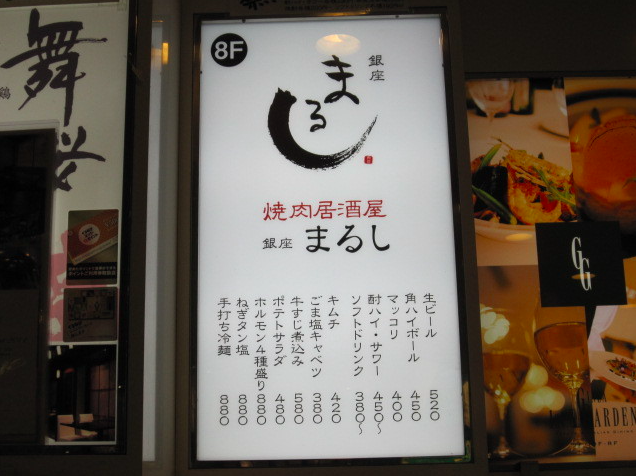 8F
銀座
まるし
焼肉居酒屋
銀座 まるし
生ビール 520
角ハイボール 450
マッコリ 400
酎ハイ・サワー 450〜
ソフトドリンク 380〜
キムチ 420
ごま塩キャベツ 380
牛すじ煮込み 580
ポテトサラダ 480
ホルモン4種盛り 880
ねぎタン塩 880
手打ち冷麺 880
舞
鶴
GG
GARDEN